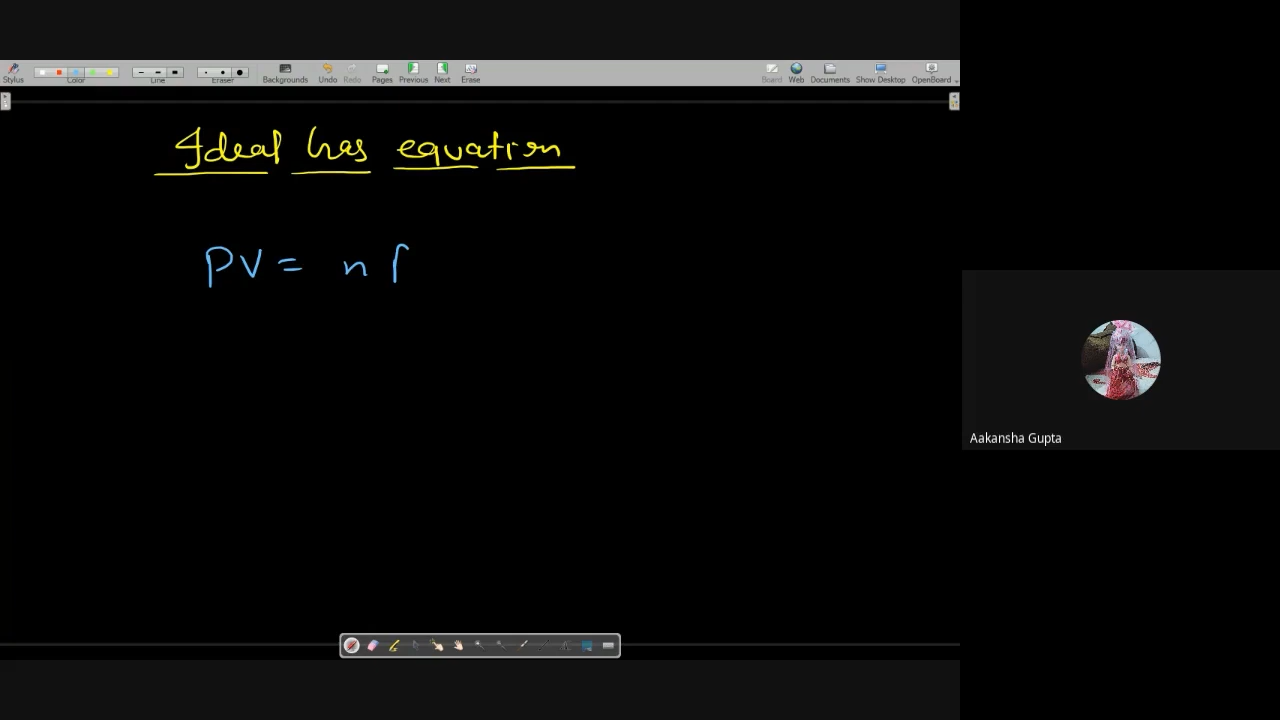 Stylus Color Line Eraser Backgrounds Undo Redo Pages Previous Next Erase Board Web Documents Show Desktop OpenBoard
Ideal Gas equation
PV = n
Aakansha Gupta